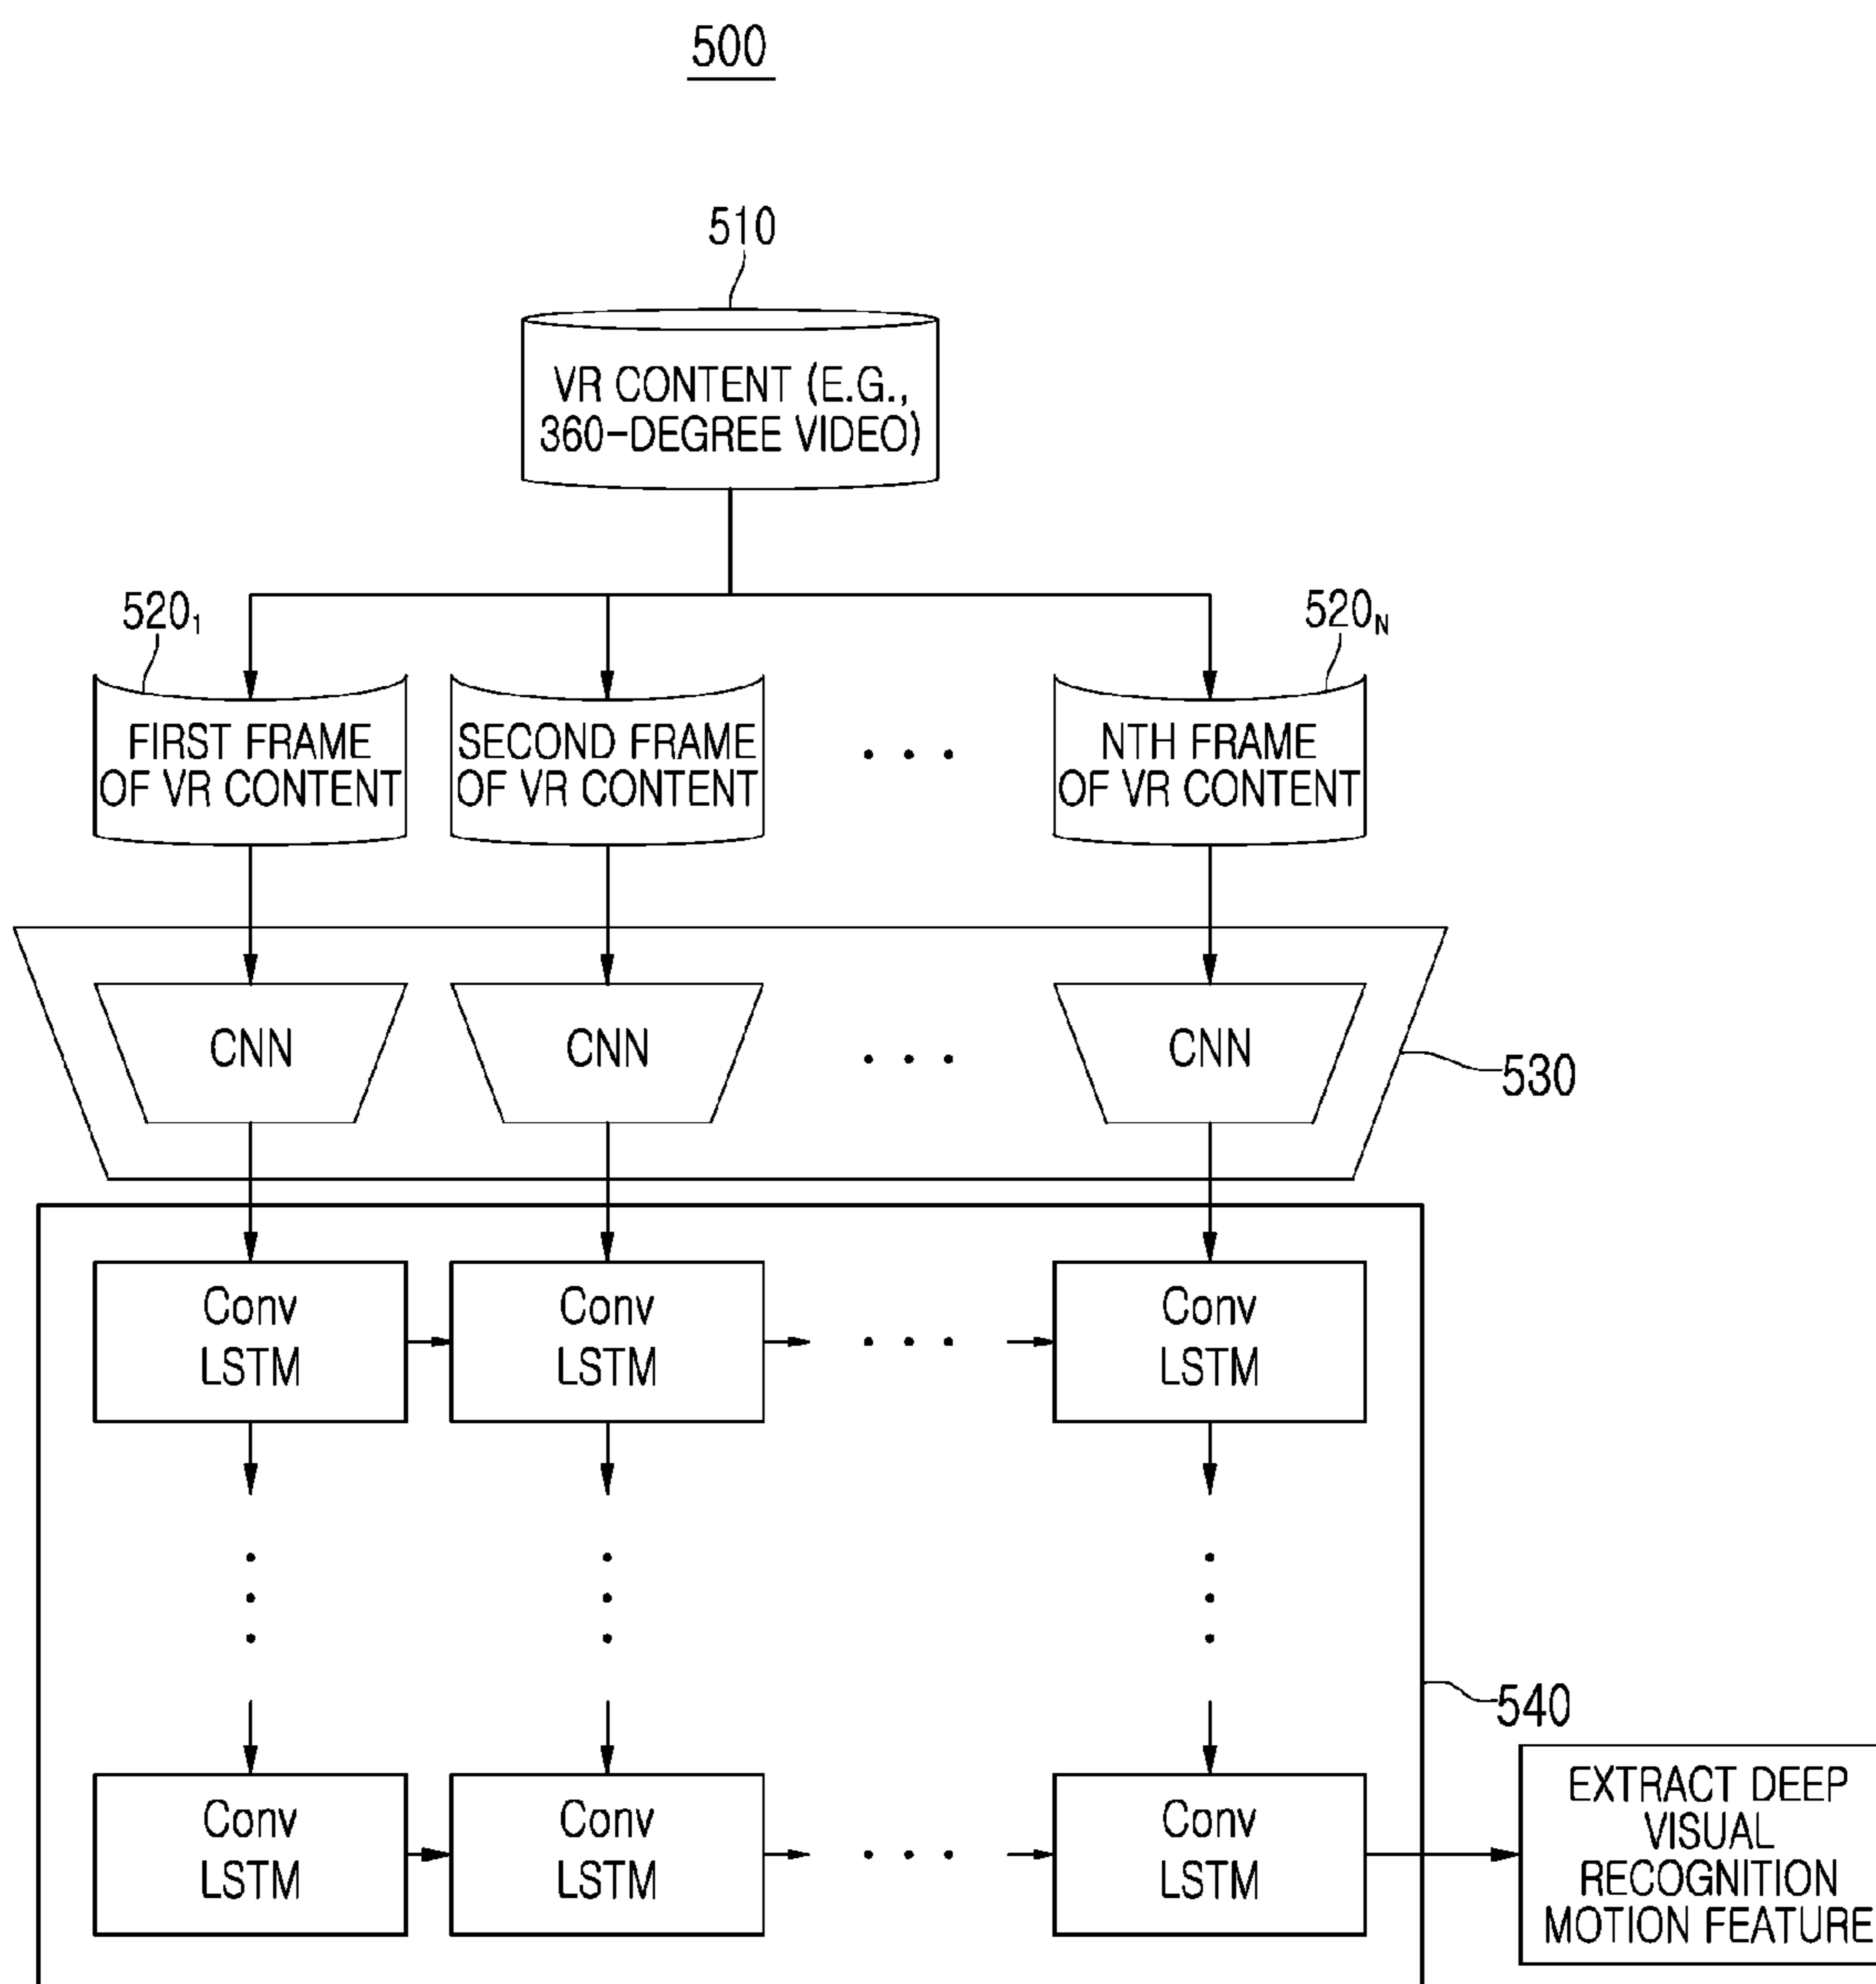 500
510
VR CONTENT (E.G.,
360-DEGREE VIDEO)
520₁
520N
FIRST FRAME
OF VR CONTENT
SECOND FRAME
OF VR CONTENT
. . .
NTH FRAME
OF VR CONTENT
CNN
CNN
. . .
CNN
530
Conv
LSTM
Conv
LSTM
. . .
Conv
LSTM
540
Conv
LSTM
Conv
LSTM
. . .
Conv
LSTM
EXTRACT DEEP
VISUAL
RECOGNITION
MOTION FEATURE